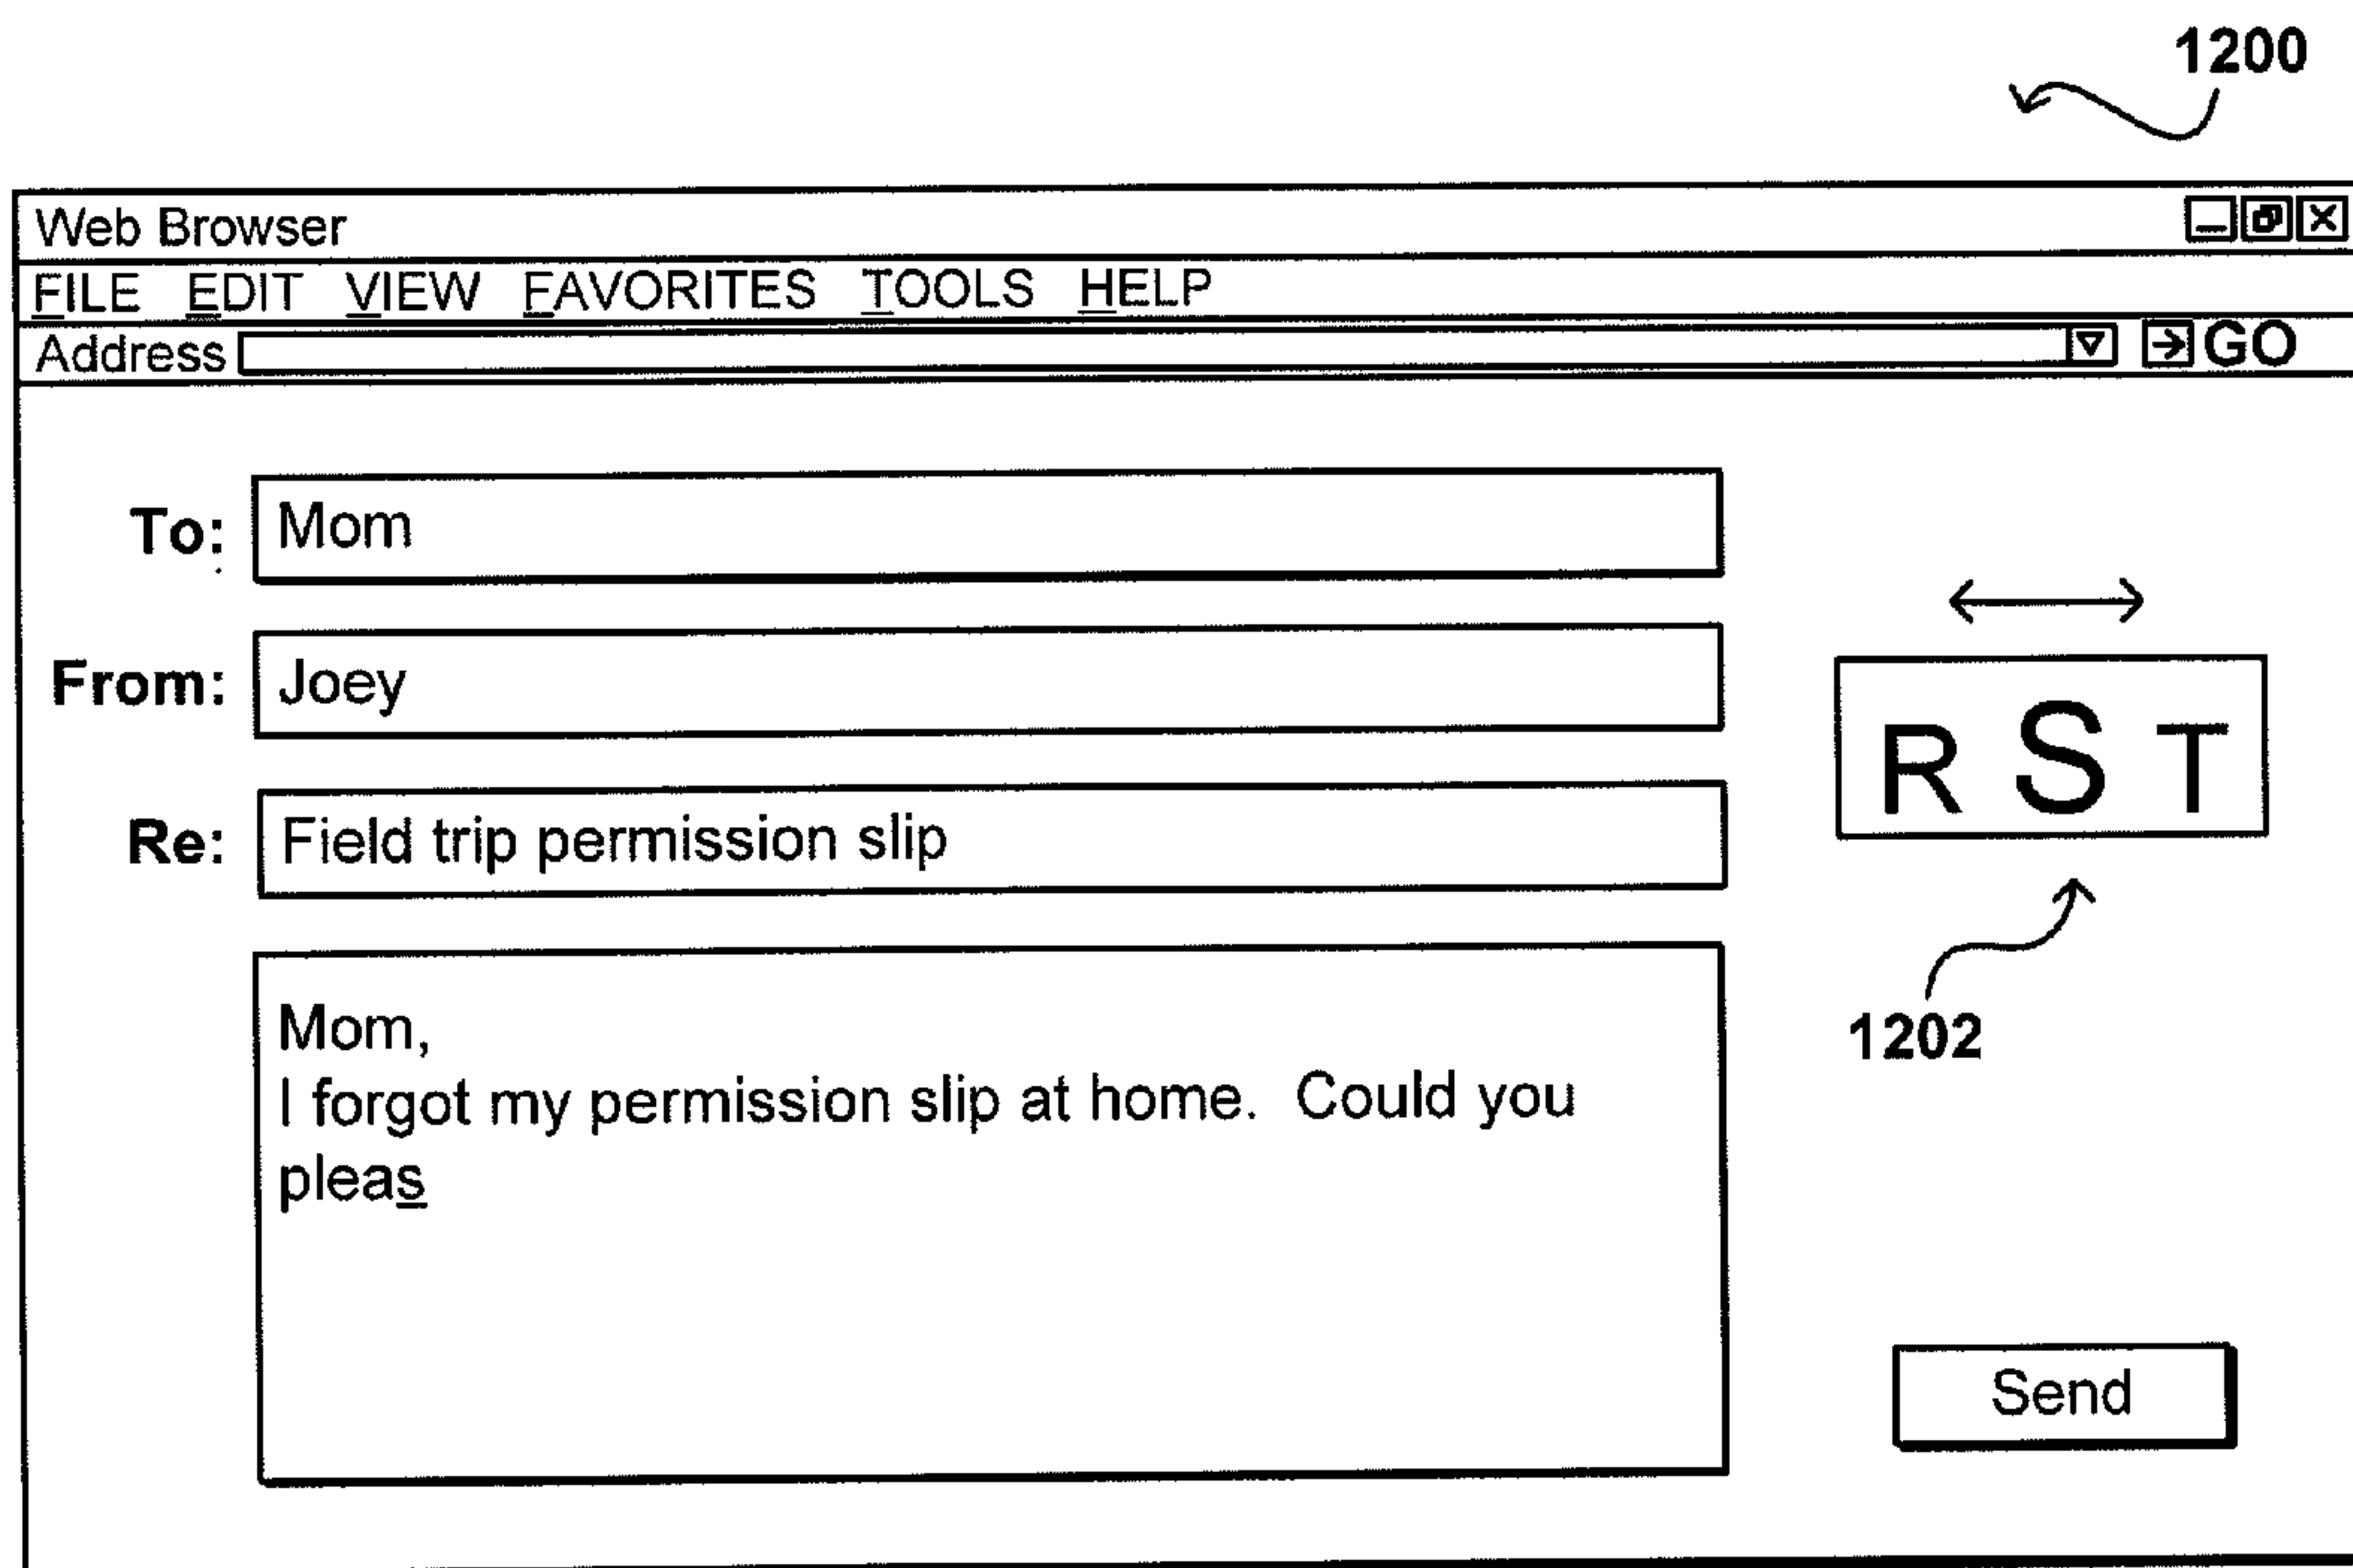 1200
Web Browser
FILE EDIT VIEW FAVORITES TOOLS HELP
Address GO
To: Mom
From: Joey
Re: Field trip permission slip
R S T
1202
Mom,
I forgot my permission slip at home. Could you
pleas
Send